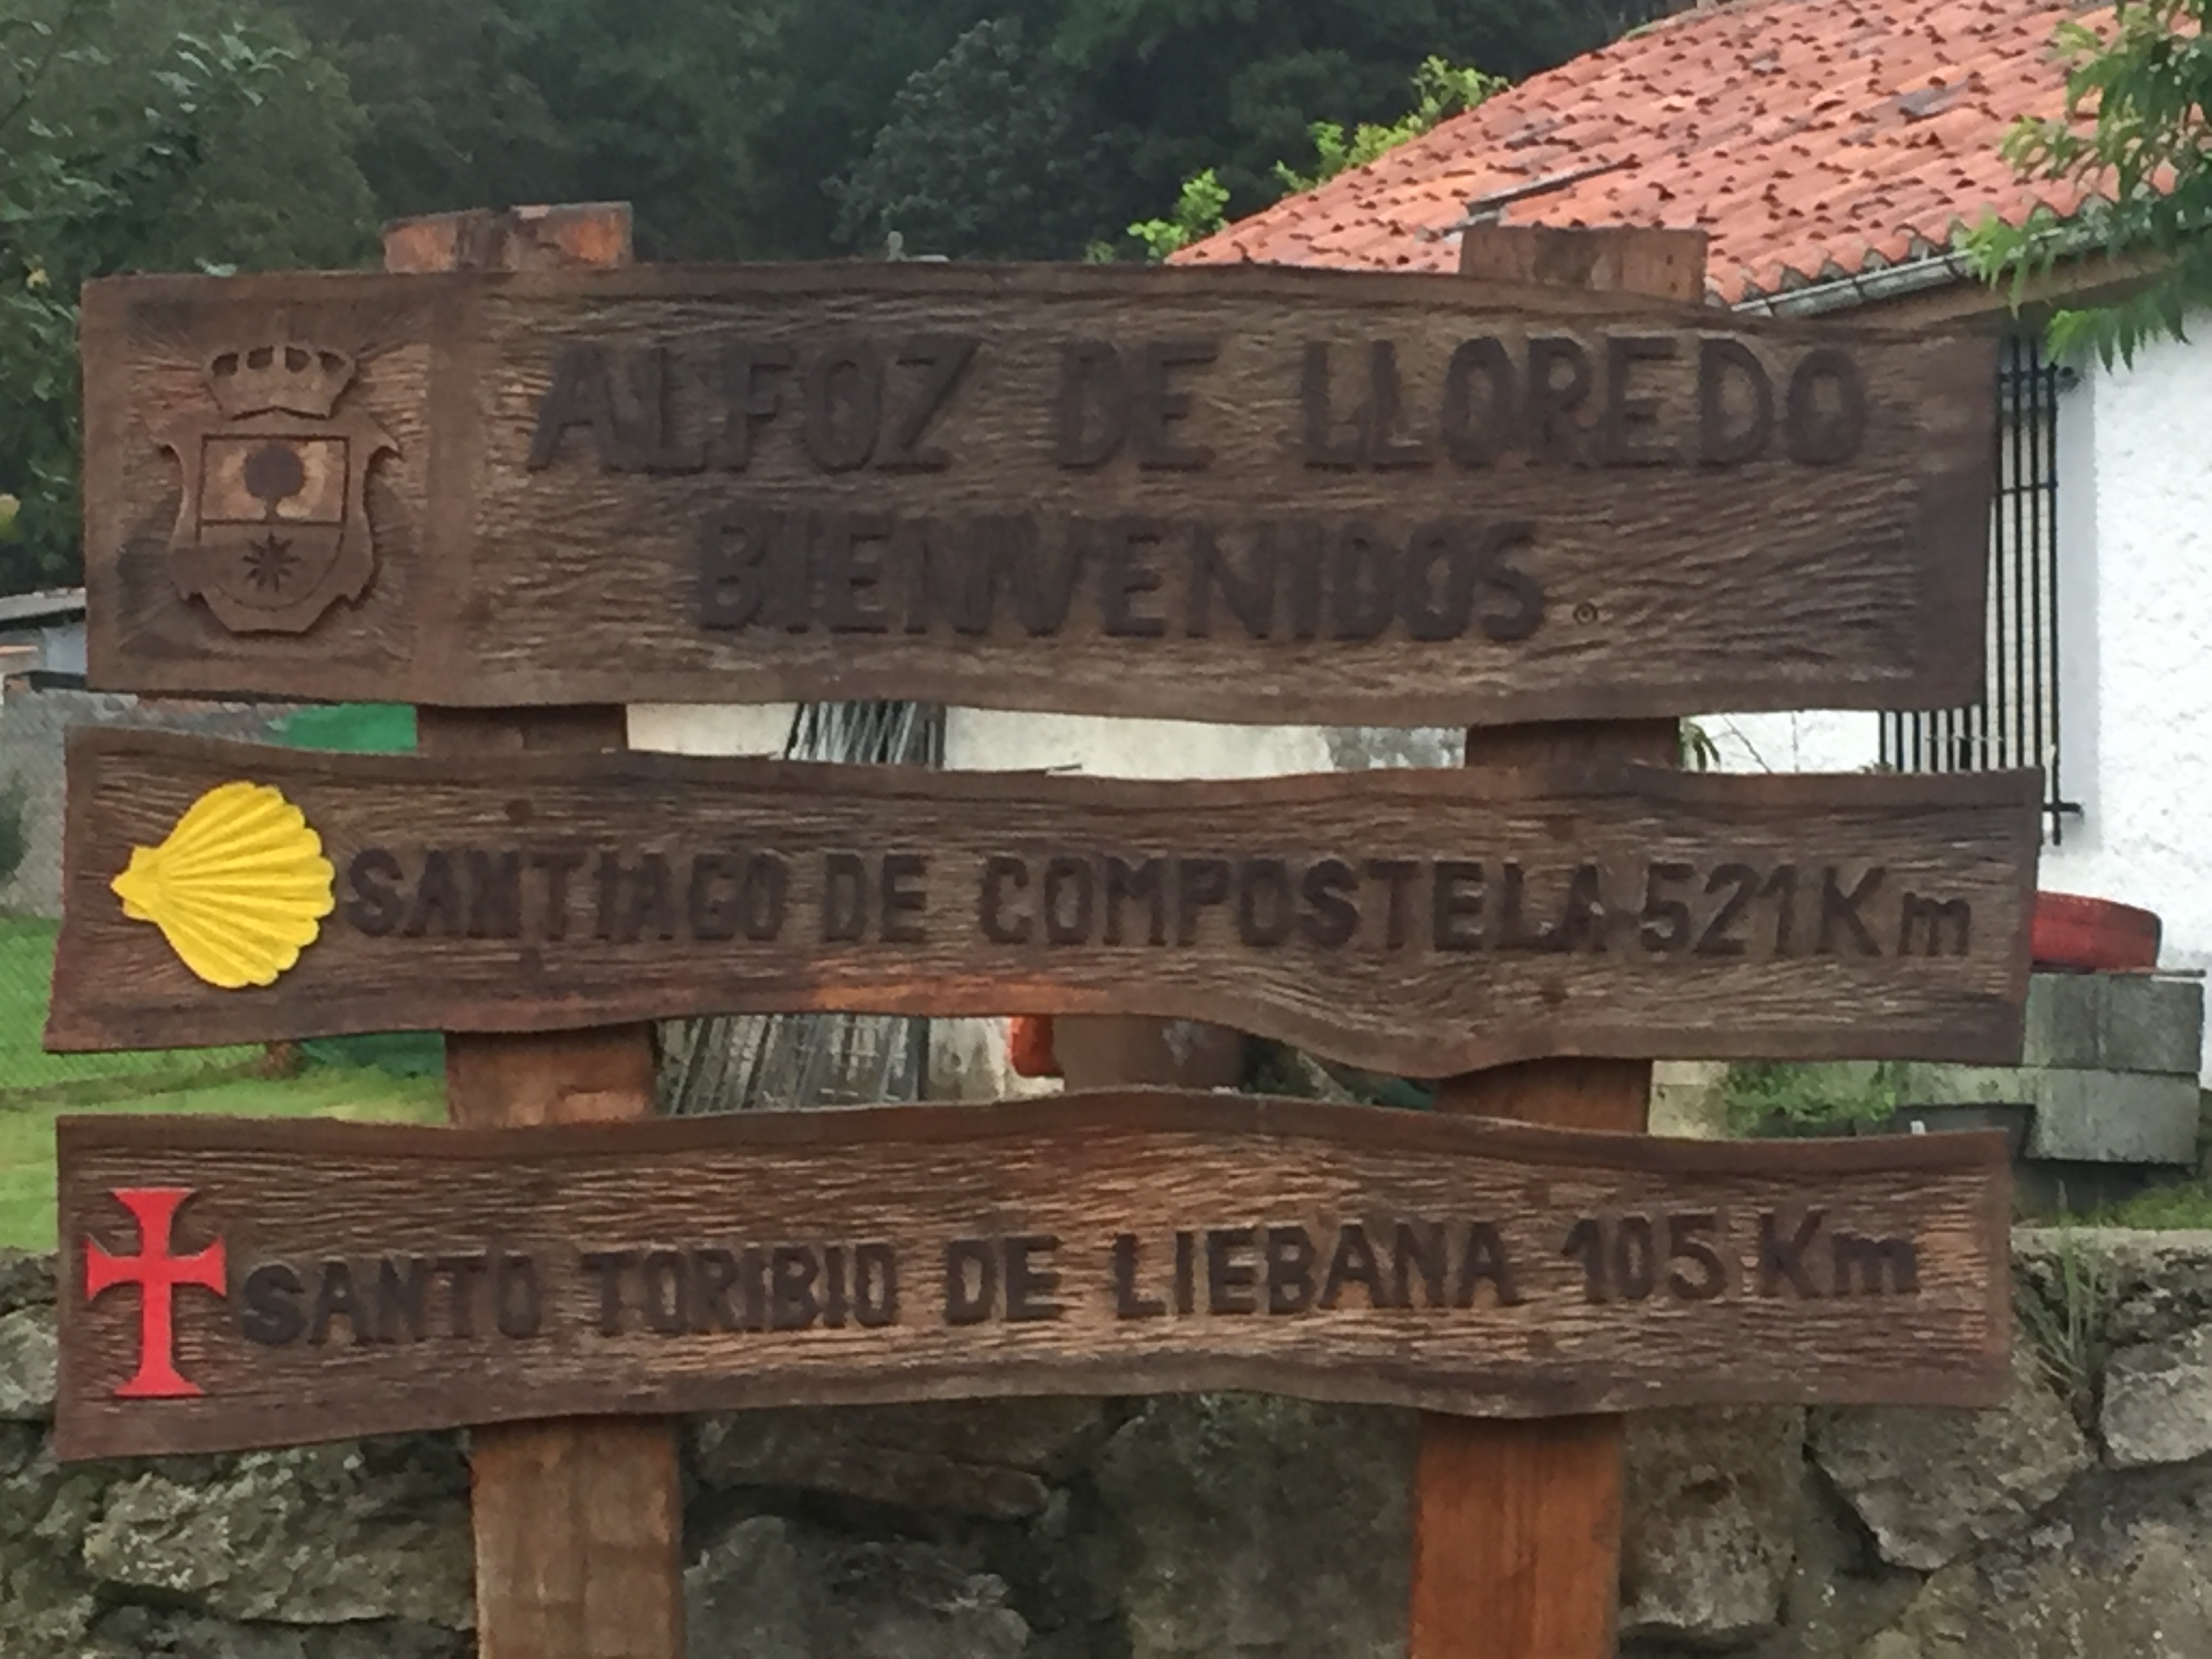 ALFOZ DE LLOREDO
BIENVENIDOS
SANTIAGO DE COMPOSTELA 521 Km
SANTO TORIBIO DE LIEBANA 105 Km